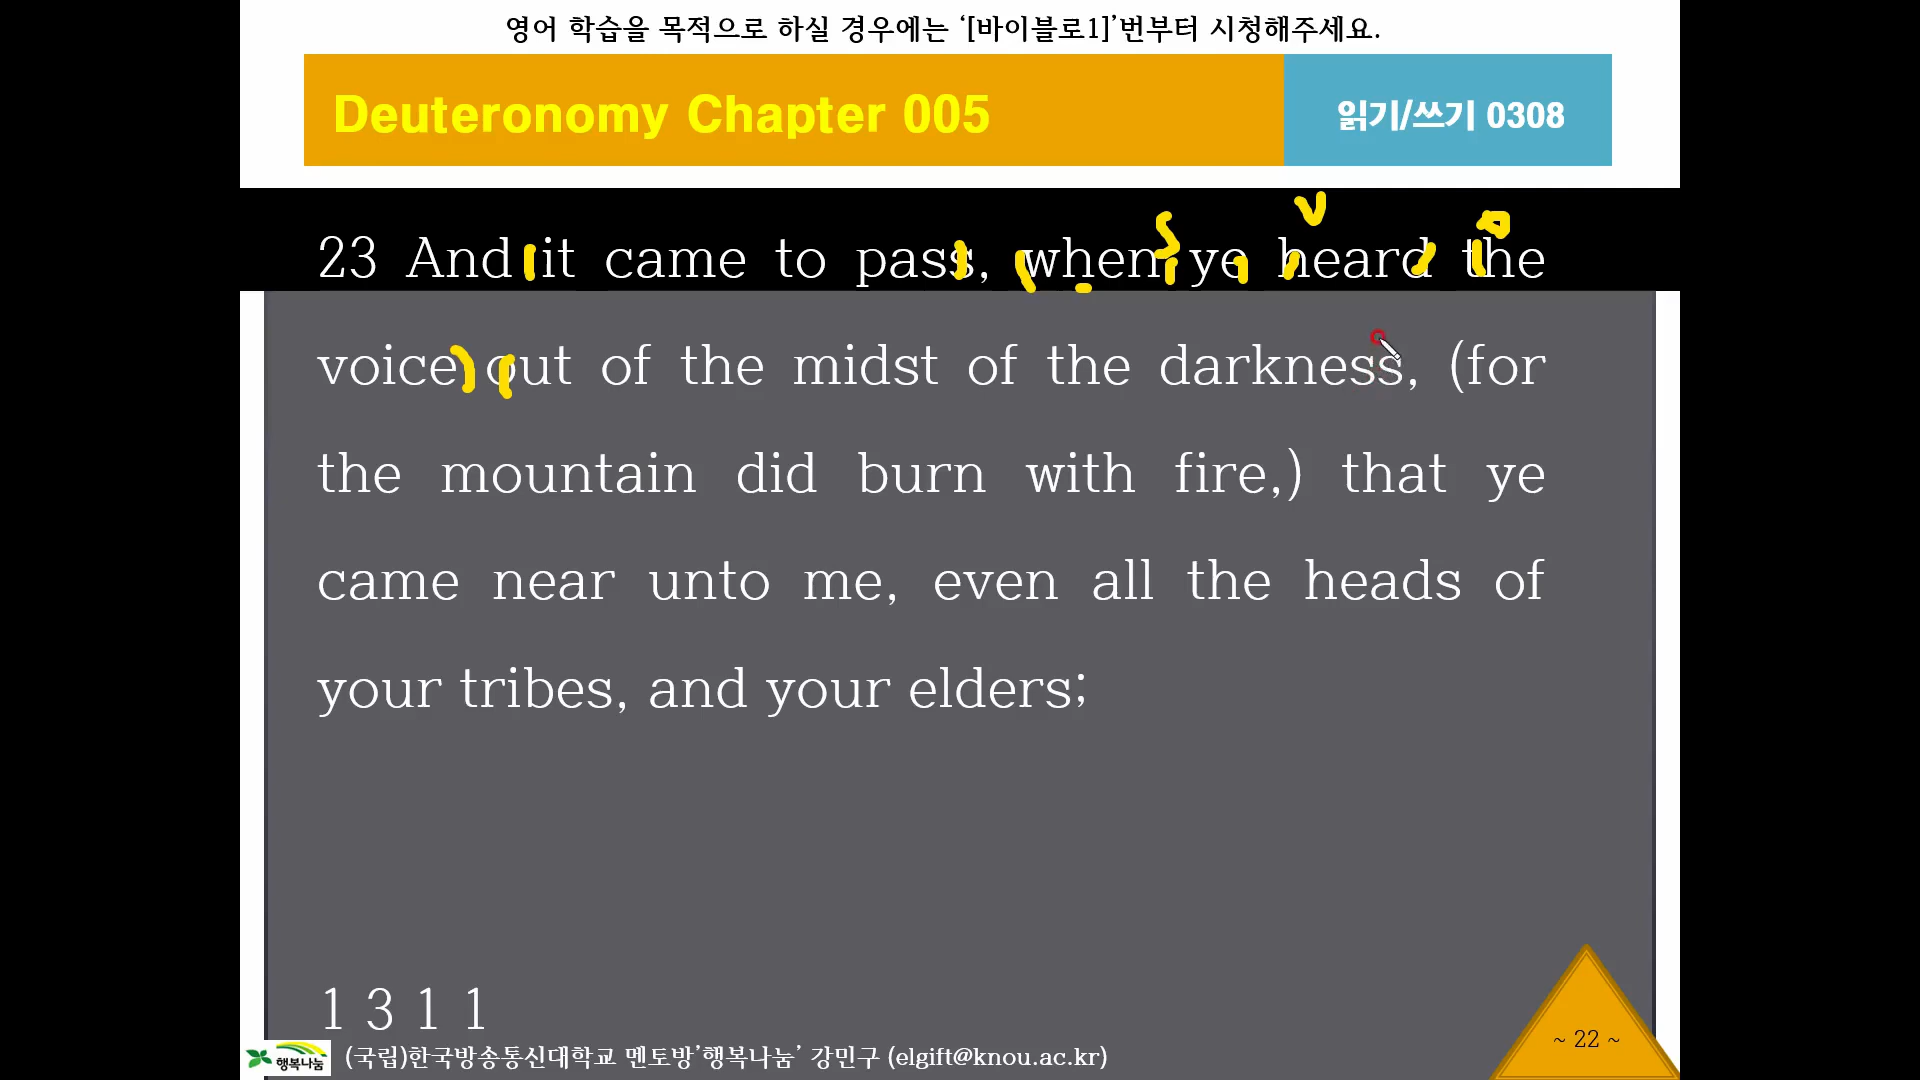 영어 학습을 목적으로 하실 경우에는 ‘[바이블로1]’번부터 시청해주세요.
Deuteronomy Chapter 005
읽기/쓰기 0308
23 And it came to pass, when ye heard the
voice out of the midst of the darkness, (for
the mountain did burn with fire,) that ye
came near unto me, even all the heads of
your tribes, and your elders;
1 3 1 1
~ 22 ~
행복나눔
(국립)한국방송통신대학교 멘토방’행복나눔’ 강민구 (elgift@knou.ac.kr)